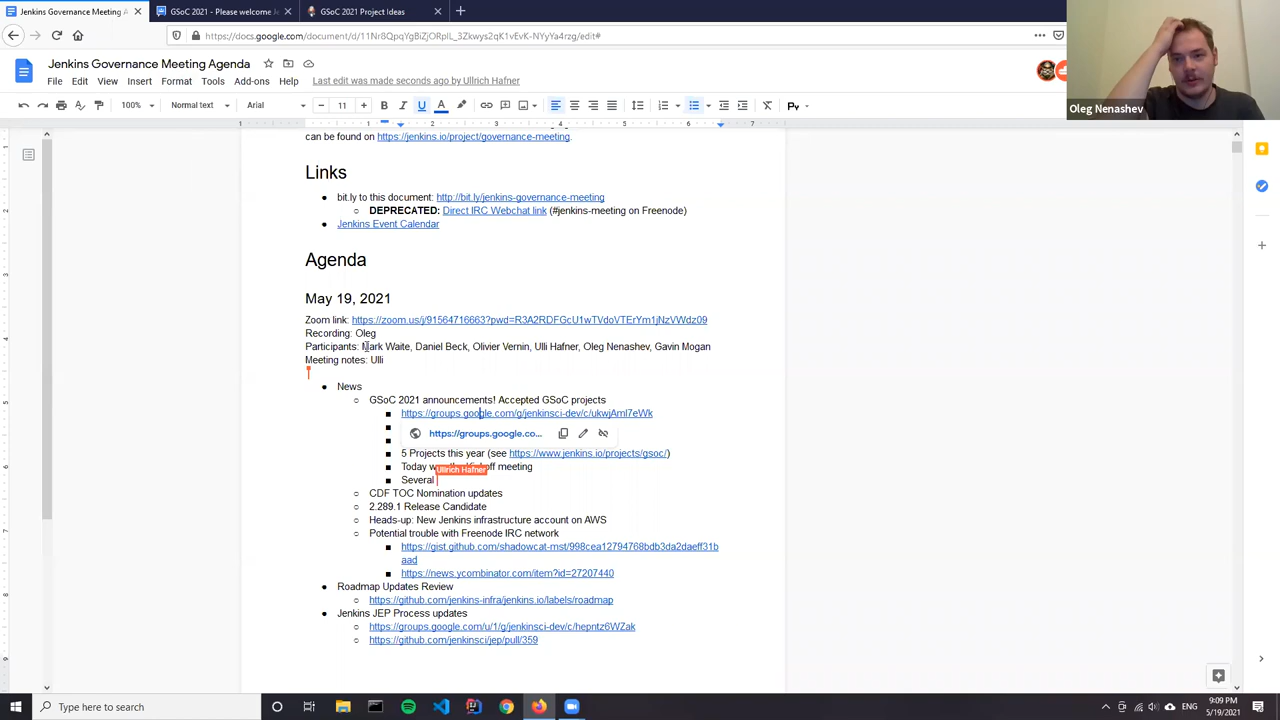 Jenkins Governance Meeting A
GSoC 2021 - Please welcome J
GSoC 2021 Project Ideas
https://docs.google.com/document/d/11Nr8QpqYgBiZjORplL_3Zkwys2qK1vEvK-NYyYa4rzg/edit#
Jenkins Governance Meeting Agenda
File Edit View Insert Format Tools Add-ons Help Last edit was made seconds ago by Ullrich Hafner
100% Normal text Arial 11
Oleg Nenashev
can be found on https://jenkins.io/project/governance-meeting.
Links
bit.ly to this document: http://bit.ly/jenkins-governance-meeting
DEPRECATED: Direct IRC Webchat link (#jenkins-meeting on Freenode)
Jenkins Event Calendar
Agenda
May 19, 2021
Zoom link: https://zoom.us/j/91564716663?pwd=R3A2RDFGcU1wTVdoVTErYm1jNzVWdz09
Recording: Oleg
Participants: Mark Waite, Daniel Beck, Olivier Vernin, Ulli Hafner, Oleg Nenashev, Gavin Mogan
Meeting notes: Ulli
News
GSoC 2021 announcements! Accepted GSoC projects
https://groups.google.com/g/jenkinsci-dev/c/ukwjAml7eWk
https://groups.google.co...
5 Projects this year (see https://www.jenkins.io/projects/gsoc/)
Today was the Kickoff meeting
Ullrich Hafner
Several
CDF TOC Nomination updates
2.289.1 Release Candidate
Heads-up: New Jenkins infrastructure account on AWS
Potential trouble with Freenode IRC network
https://gist.github.com/shadowcat-mst/998cea12794768bdb3da2daeff31b
aad
https://news.ycombinator.com/item?id=27207440
Roadmap Updates Review
https://github.com/jenkins-infra/jenkins.io/labels/roadmap
Jenkins JEP Process updates
https://groups.google.com/u/1/g/jenkinsci-dev/c/hepntz6WZak
https://github.com/jenkinsci/jep/pull/359
Type here to search
ENG
9:09 PM
5/19/2021